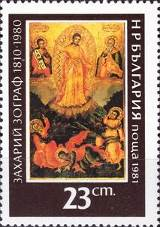 ЗАХАРИЙ ЗОГРАФ 1810-1980
НР БЪЛГАРИЯ
ПОЩА 1981
23 ст.